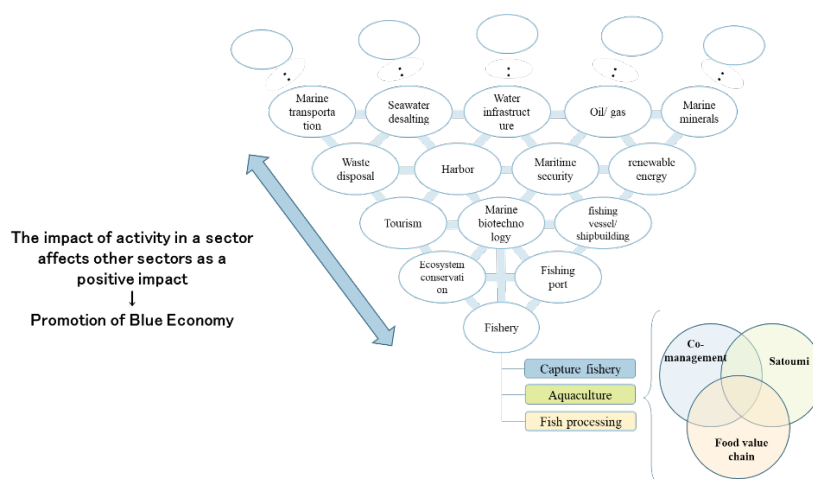 :
:
:
:
:
Marine
transporta
tion
Seawater
desalting
Water
infrastruct
ure
Oil/ gas
Marine
minerals
Waste
disposal
Harbor
Maritime
security
renewable
energy
Tourism
Marine
biotechno
logy
fishing
vessel/
shipbuilding
The impact of activity in a sector
affects other sectors as a
positive impact
↓
Promotion of Blue Economy
Ecosystem
conservati
on
Fishing
port
Fishery
Capture fishery
Aquaculture
Fish processing
Co-
management
Satoumi
Food value
chain